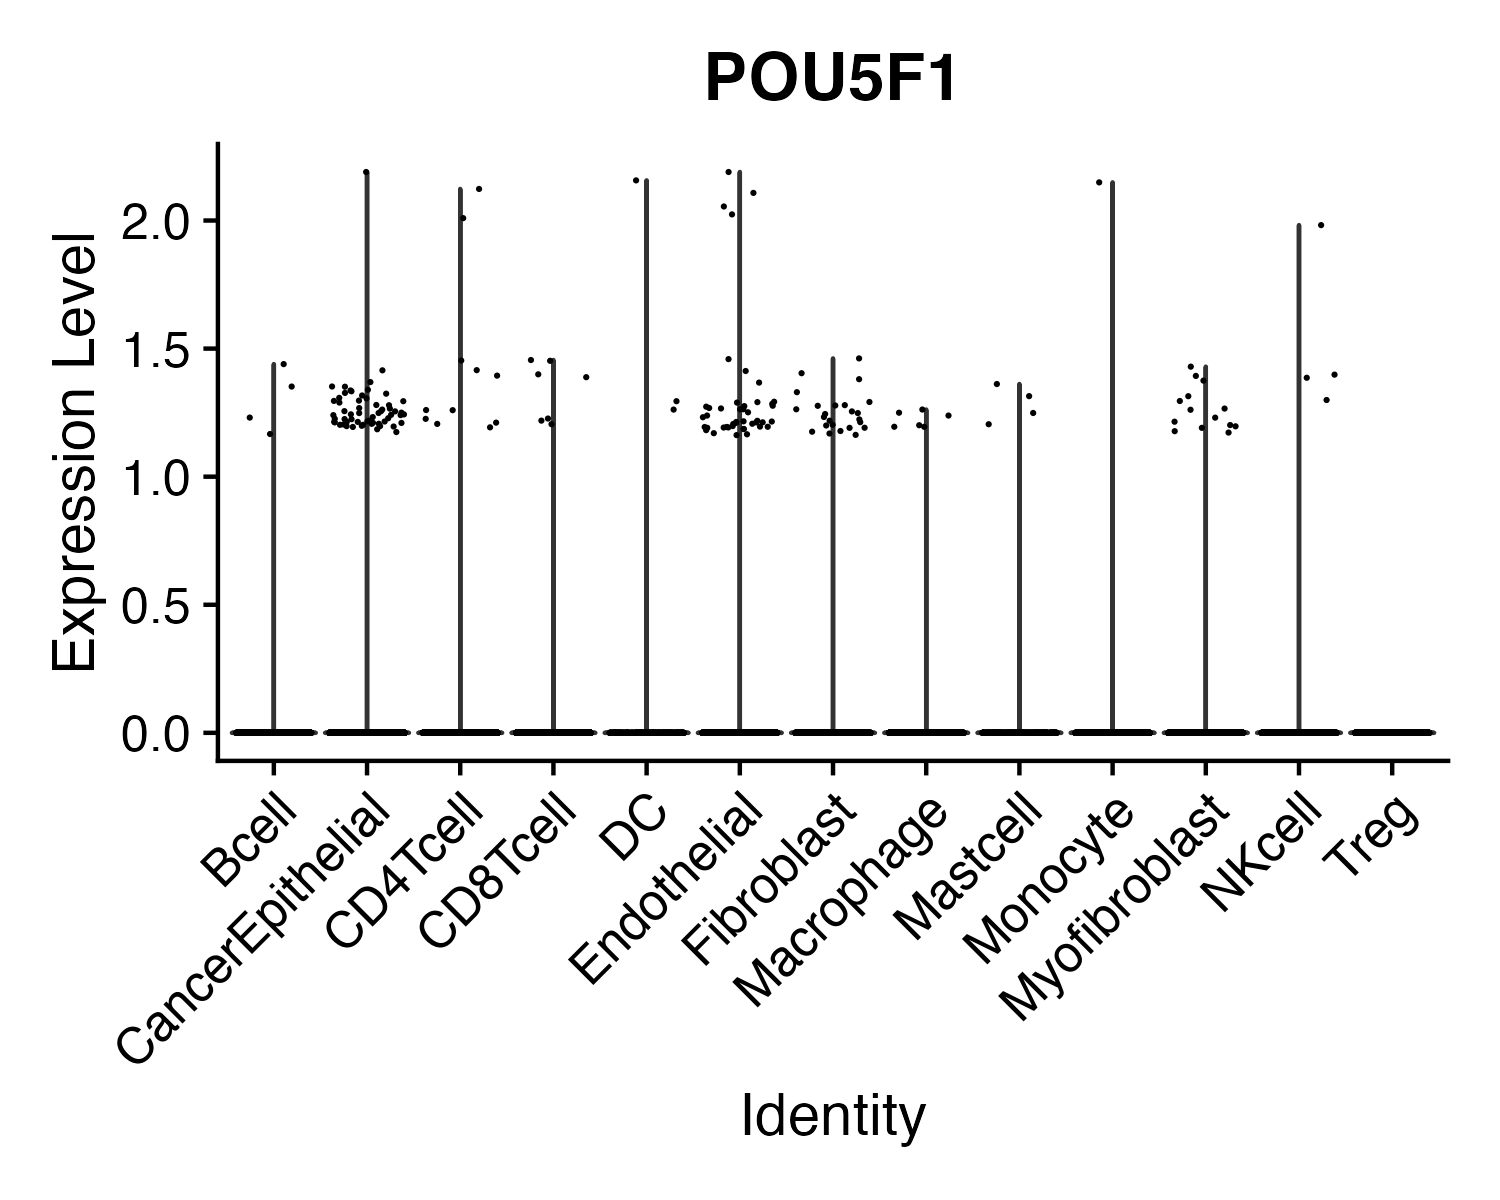 POU5F1
Expression Level
2.0
1.5
1.0
0.5
0.0
Bcell
CancerEpithelial
CD4Tcell
CD8Tcell
DC
Endothelial
Fibroblast
Macrophage
Mastcell
Monocyte
Myofibroblast
NKcell
Treg
Identity